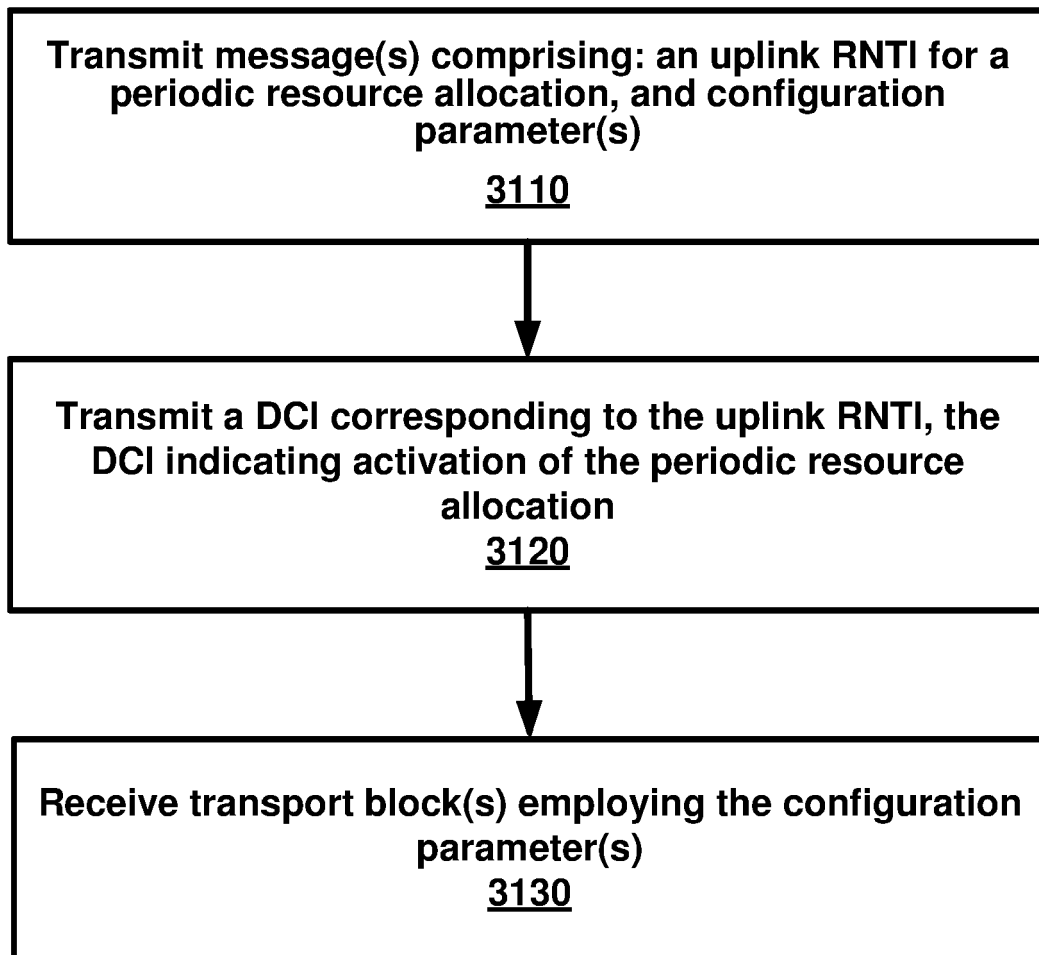 Transmit message(s) comprising: an uplink RNTI for a
periodic resource allocation, and configuration
parameter(s)
3110
Transmit a DCI corresponding to the uplink RNTI, the
DCI indicating activation of the periodic resource
allocation
3120
Receive transport block(s) employing the configuration
parameter(s)
3130